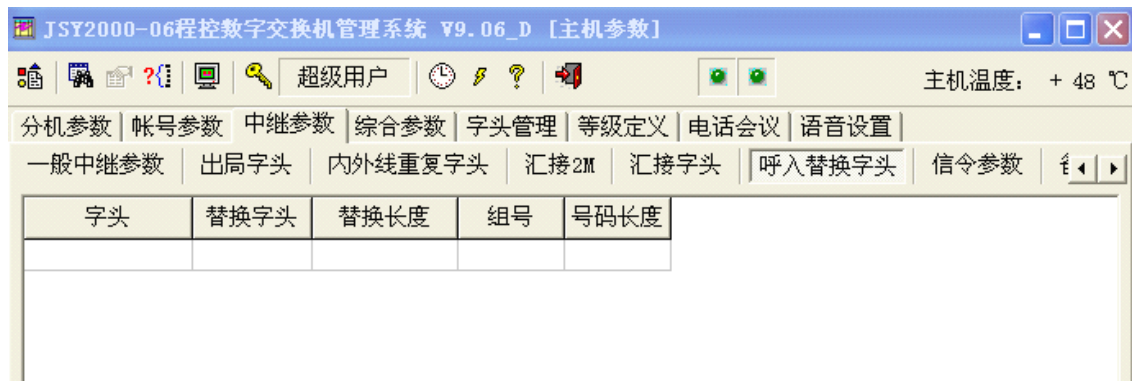 JSY2000-06程控数字交换机管理系统 V9.06_D [主机参数]
超级用户 主机温度: + 48 ℃
分机参数 帐号参数 中继参数 综合参数 字头管理 等级定义 电话会议 语音设置
一般中继参数 出局字头 内外线重复字头 汇接2M 汇接字头 呼入替换字头 信令参数
字头 替换字头 替换长度 组号 号码长度